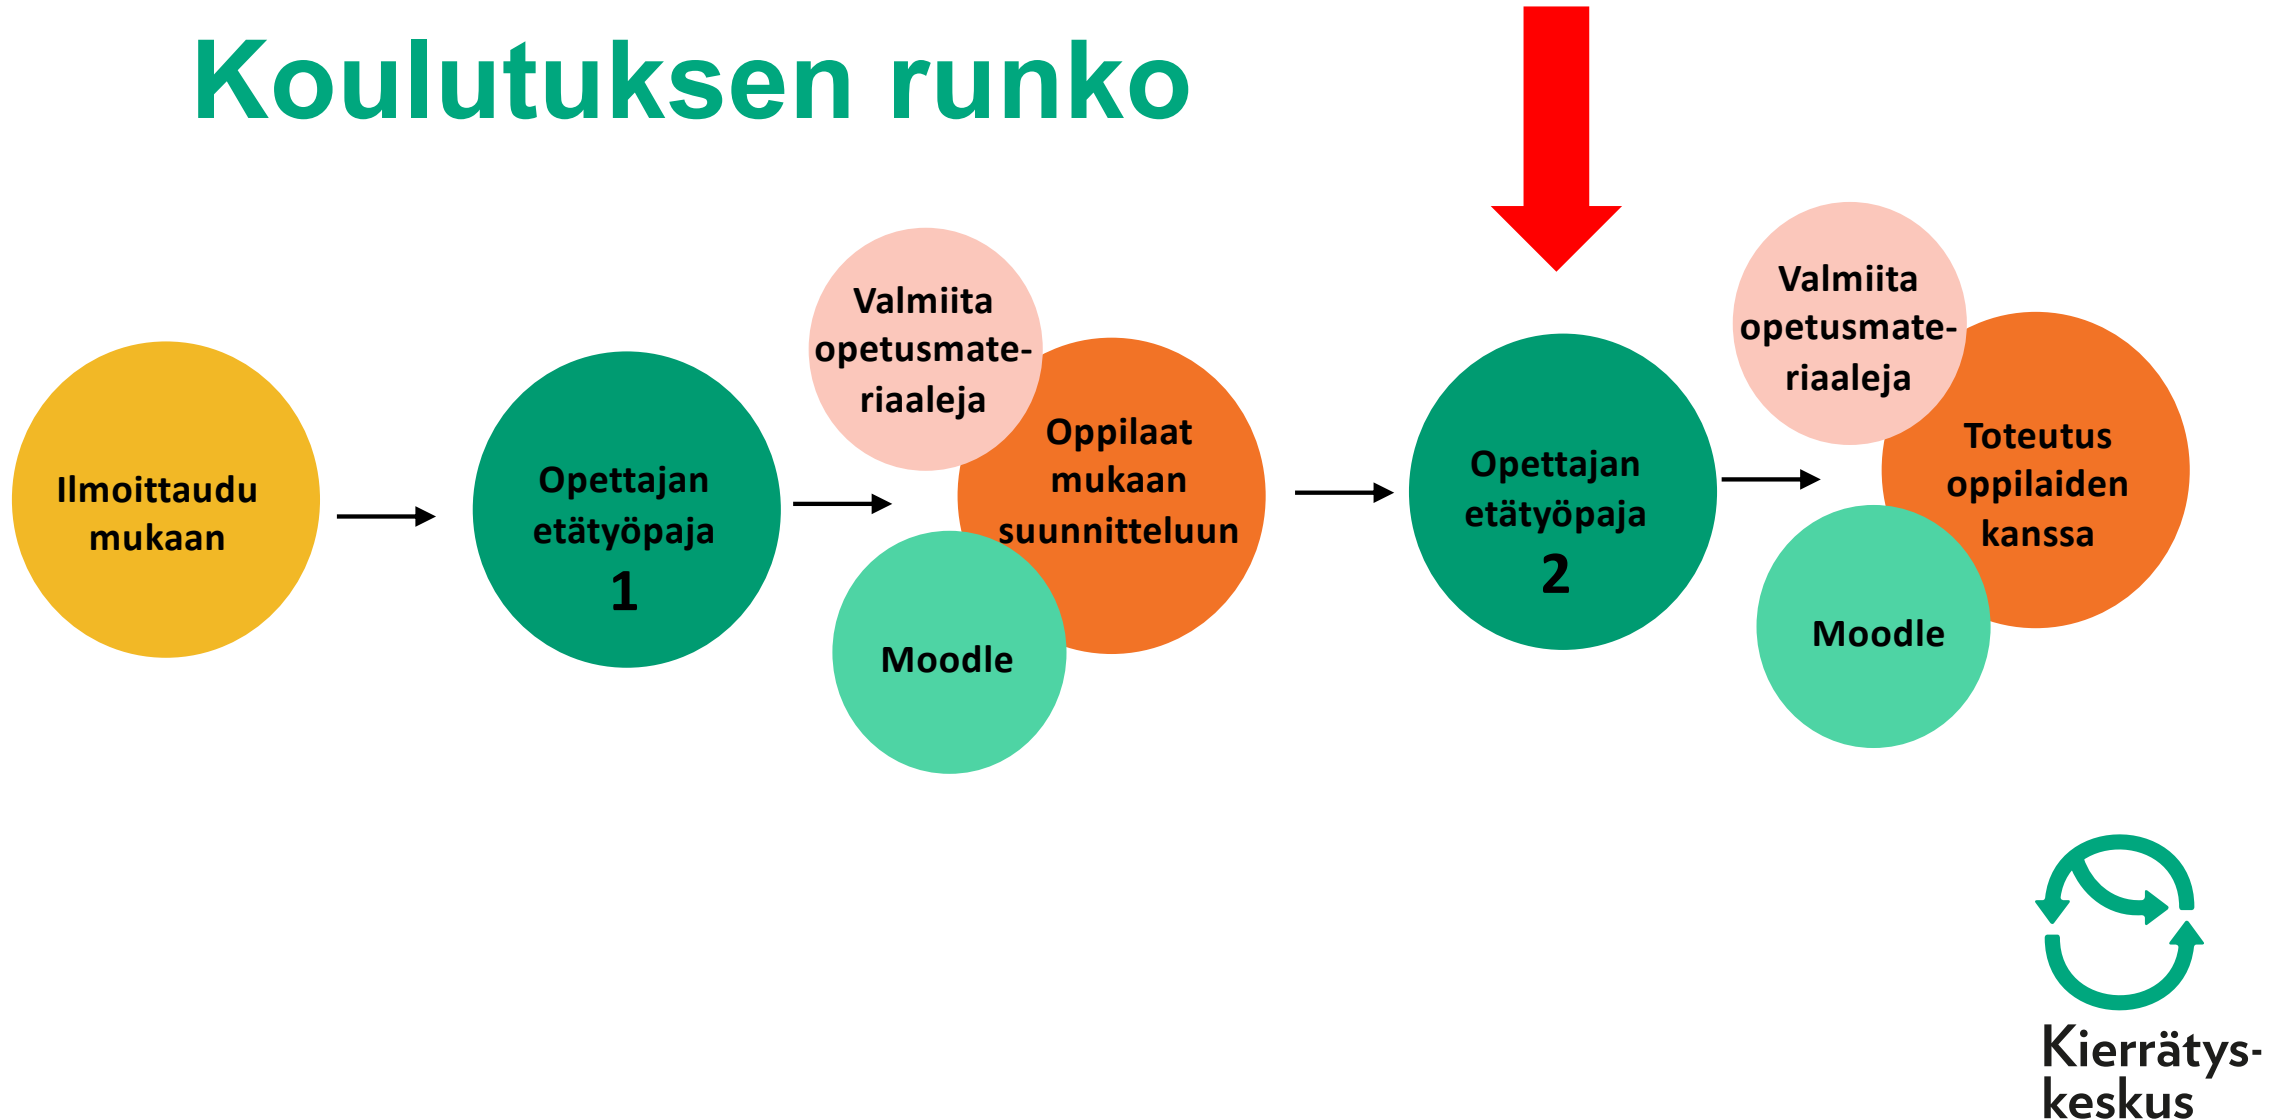 Koulutuksen runko
Ilmoittaudu
mukaan
Opettajan
etätyöpaja
1
Valmiita
opetusmate-
riaaleja
Oppilaat
mukaan
suunnitteluun
Moodle
Opettajan
etätyöpaja
2
Valmiita
opetusmate-
riaaleja
Toteutus
oppilaiden
kanssa
Moodle
Kierrätys-
keskus